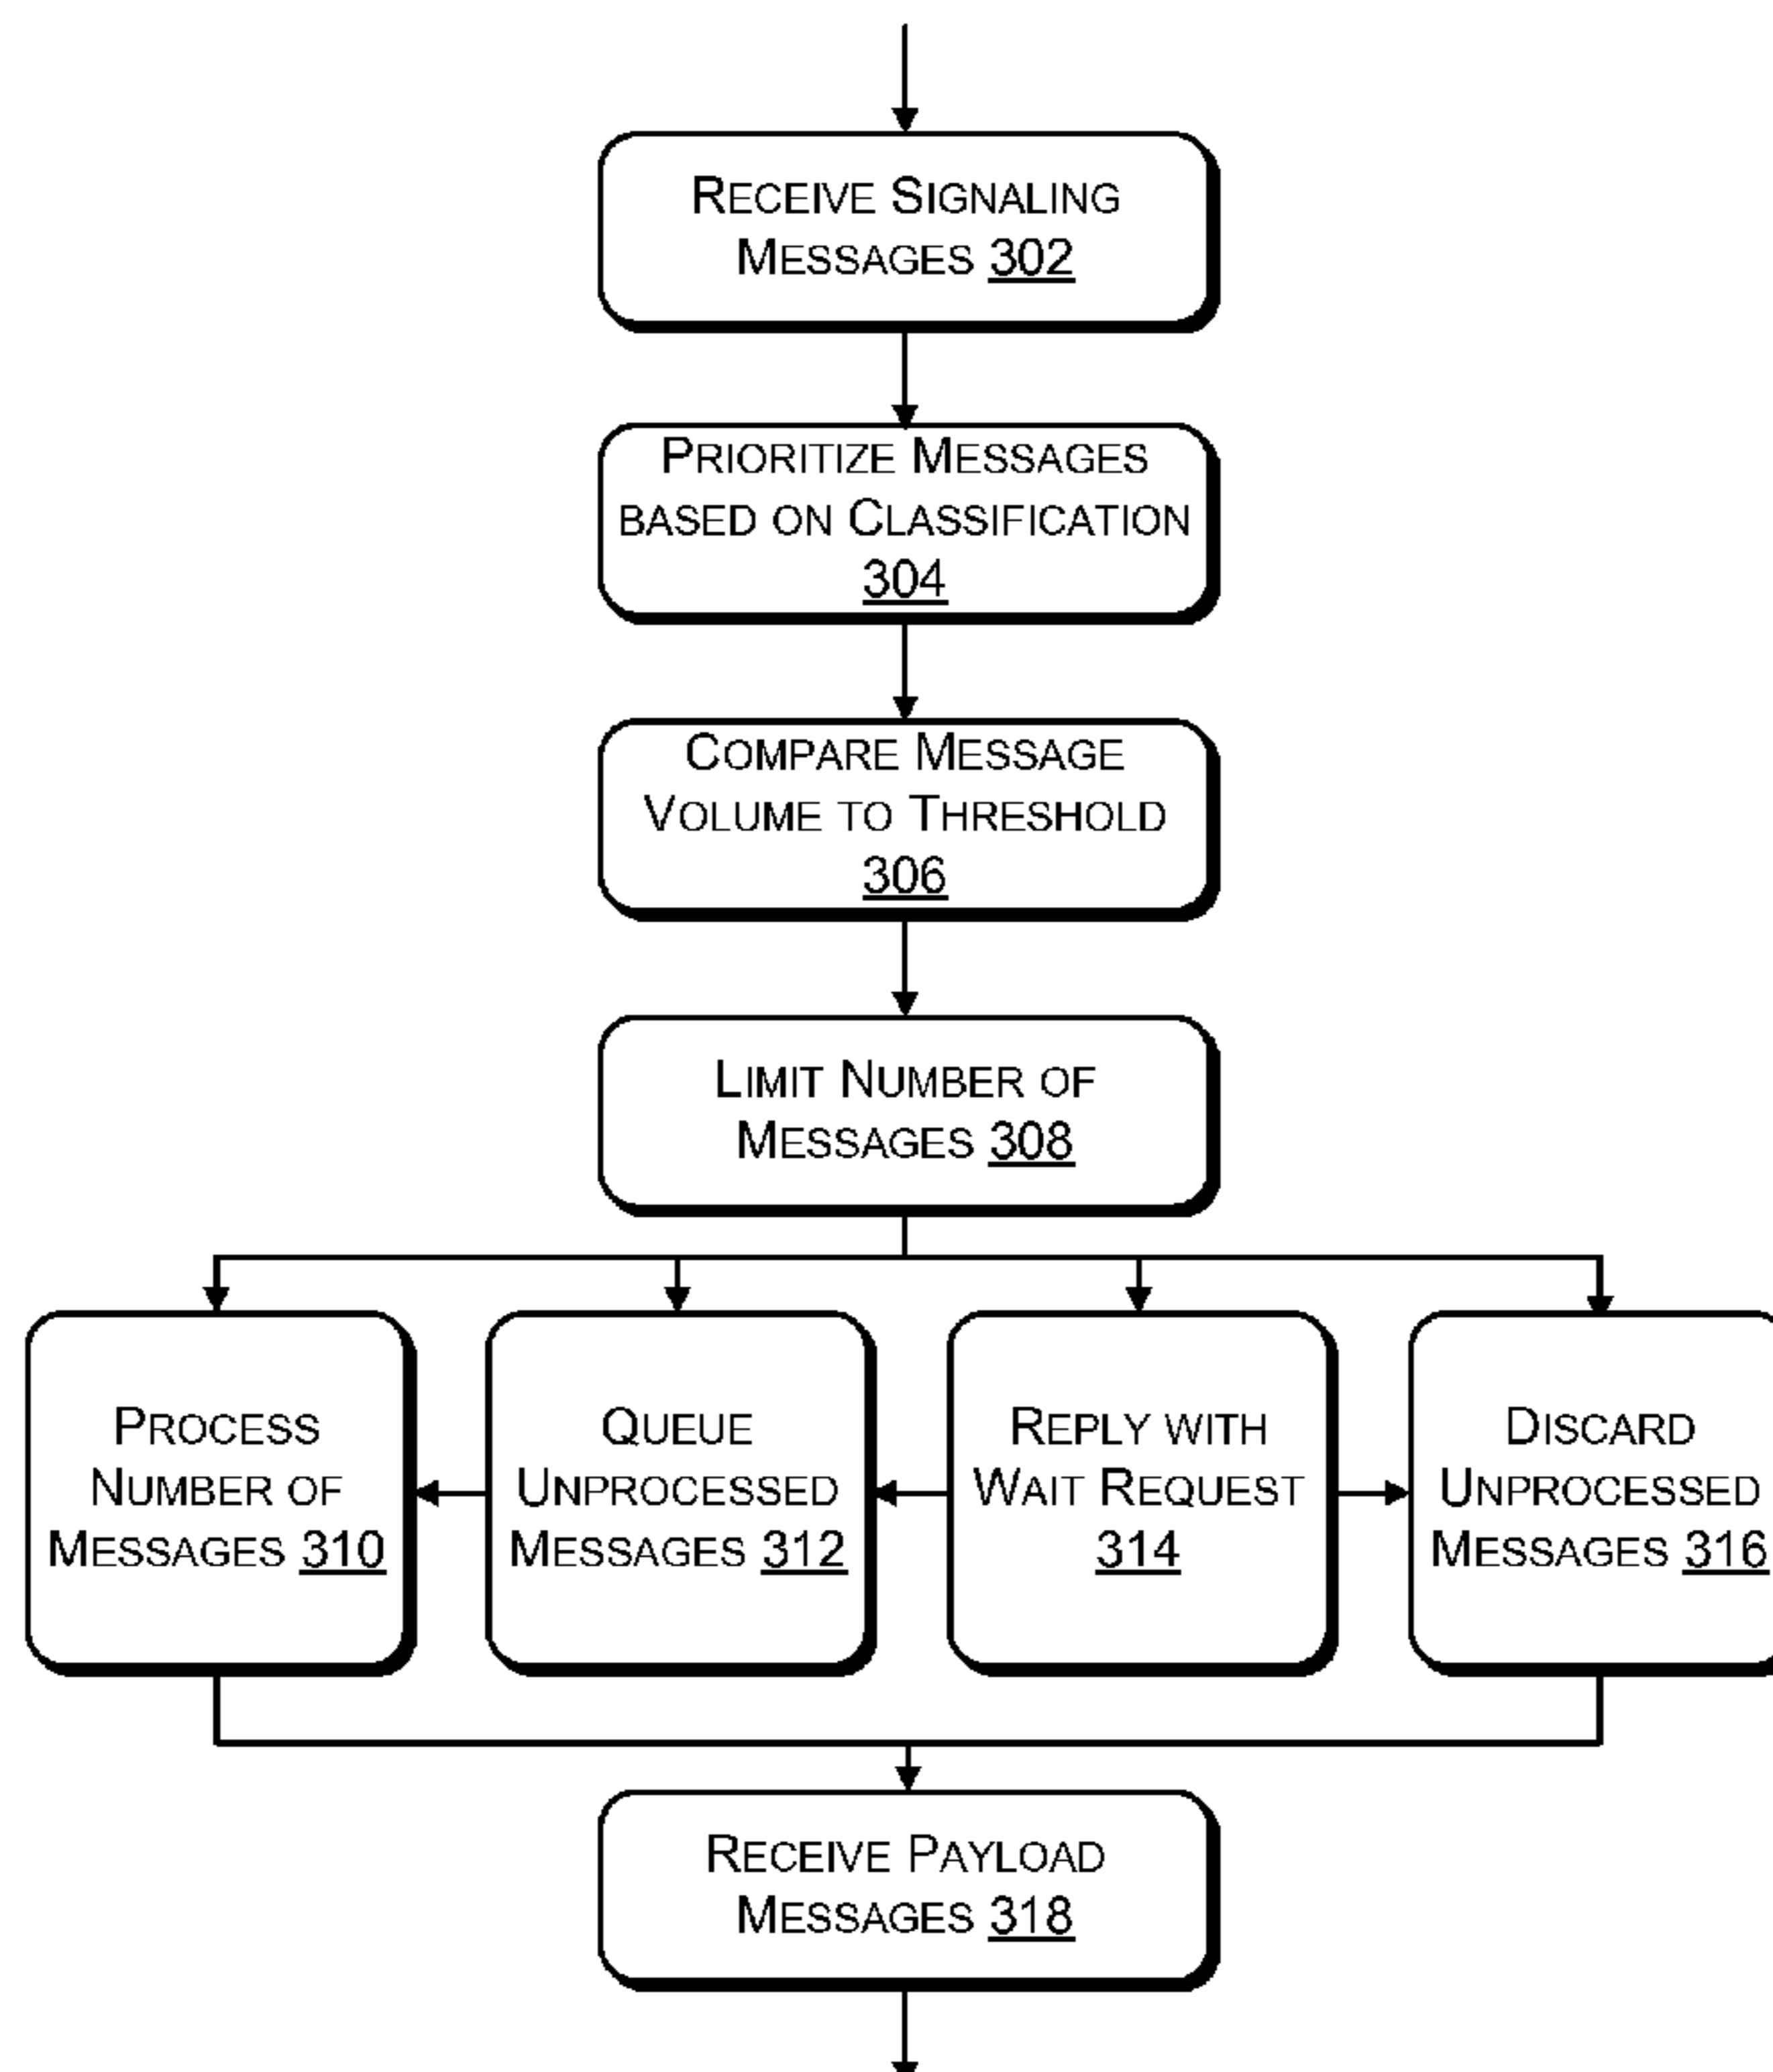 RECEIVE SIGNALING
MESSAGES 302
PRIORITIZE MESSAGES
BASED ON CLASSIFICATION
304
COMPARE MESSAGE
VOLUME TO THRESHOLD
306
LIMIT NUMBER OF
MESSAGES 308
PROCESS
NUMBER OF
MESSAGES 310
QUEUE
UNPROCESSED
MESSAGES 312
REPLY WITH
WAIT REQUEST
314
DISCARD
UNPROCESSED
MESSAGES 316
RECEIVE PAYLOAD
MESSAGES 318